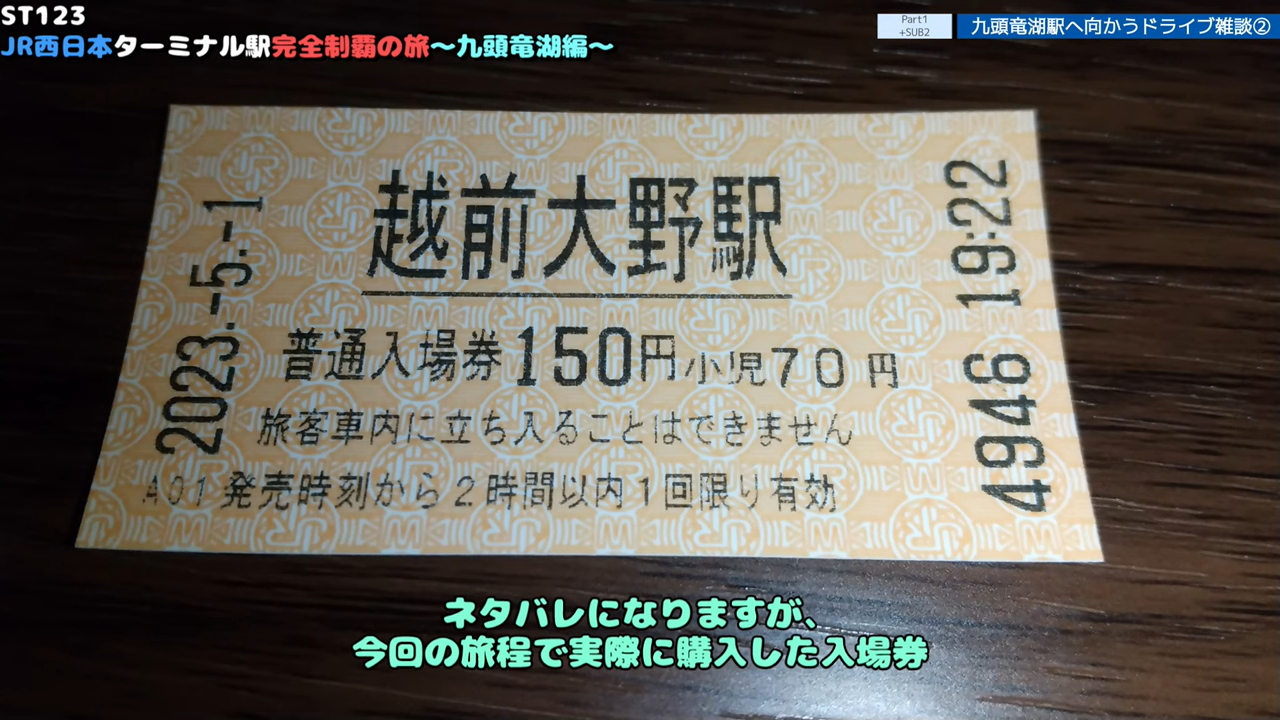 ST123
JR西日本ターミナル駅完全制覇の旅～九頭竜湖編～
Part1
+SUB2
九頭竜湖駅へ向かうドライブ雑談②
越前大野駅
2023.-5.-1
4946 19:22
普通入場券150円小児70円
旅客車内に立ち入ることはできません
A01 発売時刻から2時間以内1回限り有効
ネタバレになりますが、
今回の旅程で実際に購入した入場券